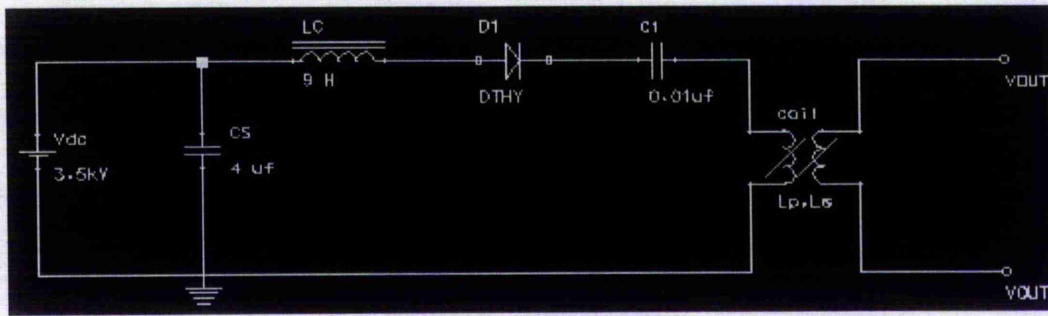 LC
D1
C1
9 H
DTHY
0.01uf
VOUT
Vdc
3.5kV
CS
4 uf
coil
Lp,Ls
VOUT